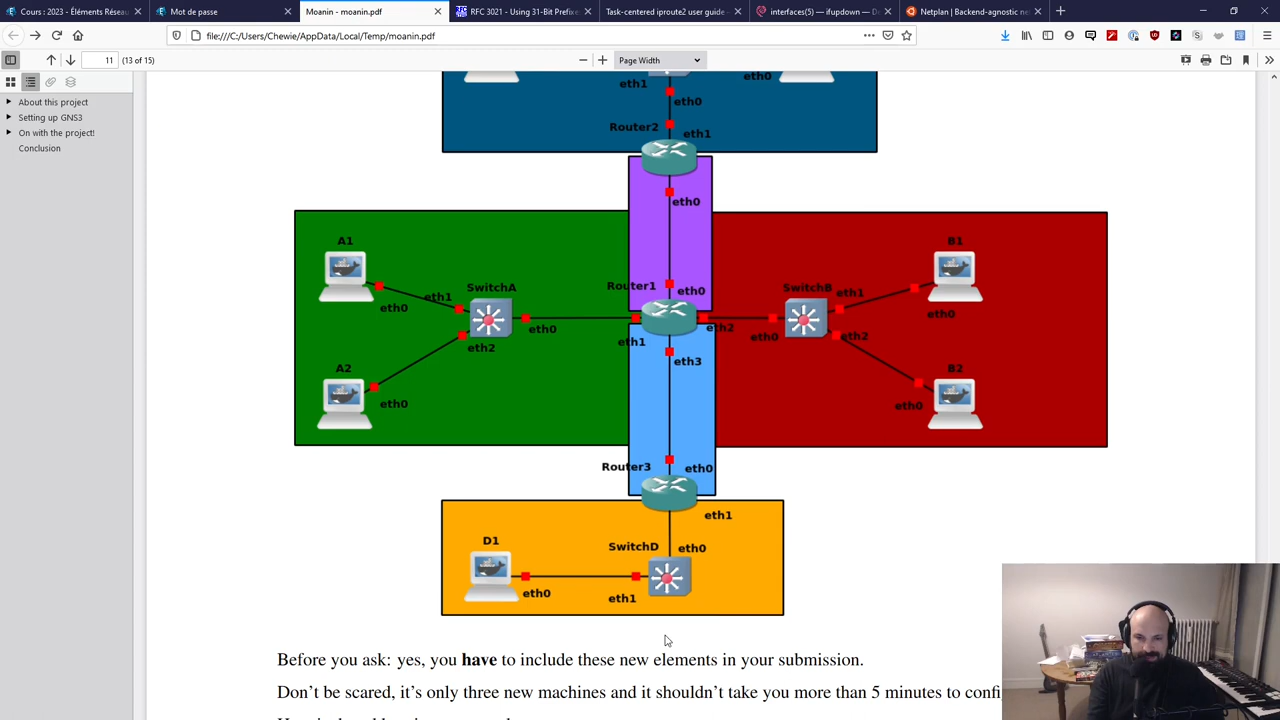 Cours : 2023 - Éléments Réseau
Mot de passe
Moanin - moanin.pdf
RFC 3021 - Using 31-Bit Prefixe
Task-centered iproute2 user guide -
interfaces(5) — ifupdown — De
Netplan | Backend-agnostic ne
file:///C:/Users/Chewie/AppData/Local/Temp/moanin.pdf
11 (13 of 15)
Page Width
About this project
Setting up GNS3
On with the project!
Conclusion
eth1
eth0
eth0
Router2
eth1
eth0
A1
B1
SwitchA
Router1
eth0
SwitchB
eth1
eth1
eth0
eth0
eth0
eth2
eth0
eth2
eth1
eth2
eth3
A2
B2
eth0
eth0
Router3
eth0
eth1
D1
SwitchD
eth0
eth0
eth1
Before you ask: yes, you have to include these new elements in your submission.
Don't be scared, it's only three new machines and it shouldn't take you more than 5 minutes to confi